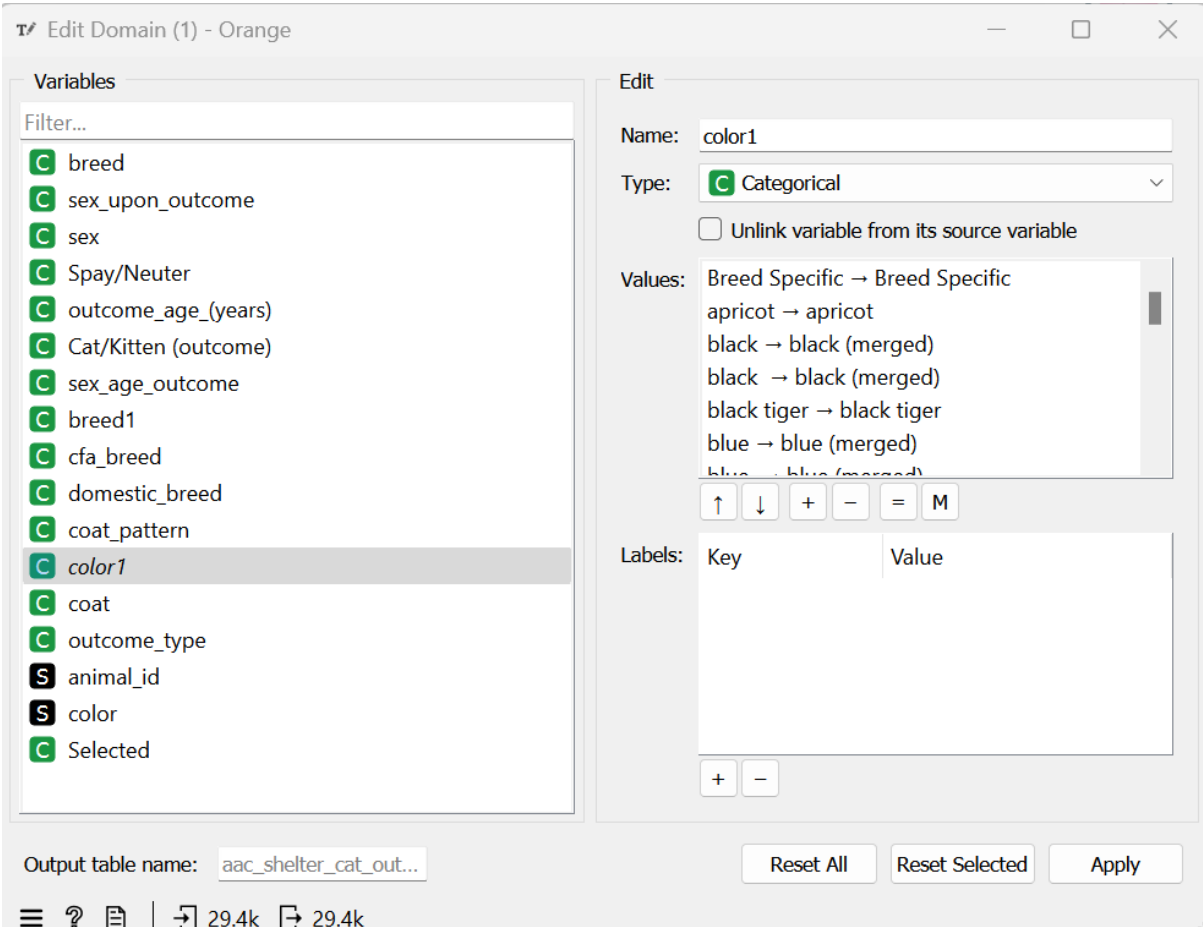 Edit Domain (1) - Orange
Variables
Filter...
C breed
C sex_upon_outcome
C sex
C Spay/Neuter
C outcome_age_(years)
C Cat/Kitten (outcome)
C sex_age_outcome
C breed1
C cfa_breed
C domestic_breed
C coat_pattern
C color1
C coat
C outcome_type
S animal_id
S color
C Selected
Output table name: aac_shelter_cat_out...
29.4k 29.4k
Edit
Name: color1
Type: C Categorical
Unlink variable from its source variable
Values:
Breed Specific → Breed Specific
apricot → apricot
black → black (merged)
black  → black (merged)
black tiger → black tiger
blue → blue (merged)
blue  → blue (merged)
↑ ↓ + − = M
Labels: Key Value
+ −
Reset All Reset Selected Apply